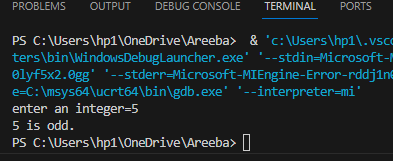 PROBLEMS OUTPUT DEBUG CONSOLE TERMINAL PORTS
PS C:\Users\hp1\OneDrive\Areeba> & 'c:\Users\hp1\.vsc
ters\bin\WindowsDebugLauncher.exe' '--stdin=Microsoft-M
0lyf5x2.0gg' '--stderr=Microsoft-MIEngine-Error-rddj1n0
e=C:\msys64\ucrt64\bin\gdb.exe' '--interpreter=mi'
enter an integer=5
5 is odd.
PS C:\Users\hp1\OneDrive\Areeba>